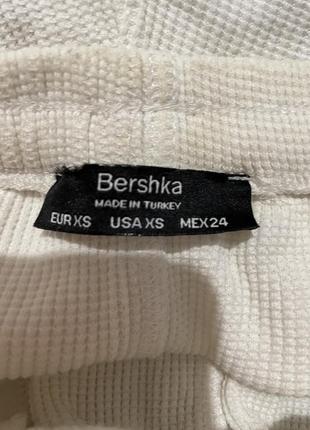 Bershka
MADE IN TURKEY
EUR XS USA XS MEX 24